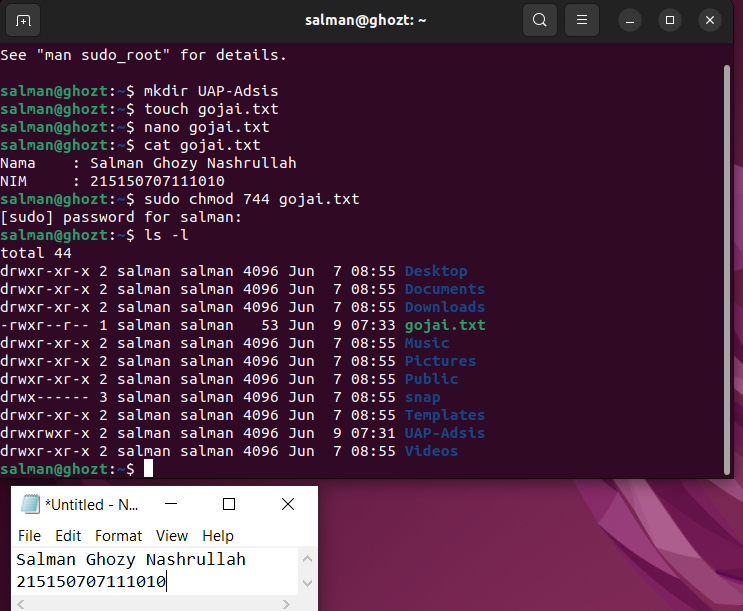 salman@ghozt: ~
See "man sudo_root" for details.
salman@ghozt:~$ mkdir UAP-Adsis
salman@ghozt:~$ touch gojai.txt
salman@ghozt:~$ nano gojai.txt
salman@ghozt:~$ cat gojai.txt
Nama    : Salman Ghozy Nashrullah
NIM     : 215150707111010
salman@ghozt:~$ sudo chmod 744 gojai.txt
[sudo] password for salman:
salman@ghozt:~$ ls -l
total 44
drwxr-xr-x 2 salman salman 4096 Jun  7 08:55 Desktop
drwxr-xr-x 2 salman salman 4096 Jun  7 08:55 Documents
drwxr-xr-x 2 salman salman 4096 Jun  7 08:55 Downloads
-rwxr--r-- 1 salman salman   53 Jun  9 07:33 gojai.txt
drwxr-xr-x 2 salman salman 4096 Jun  7 08:55 Music
drwxr-xr-x 2 salman salman 4096 Jun  7 08:55 Pictures
drwxr-xr-x 2 salman salman 4096 Jun  7 08:55 Public
drwx------ 3 salman salman 4096 Jun  7 08:55 snap
drwxr-xr-x 2 salman salman 4096 Jun  7 08:55 Templates
drwxrwxr-x 2 salman salman 4096 Jun  9 07:31 UAP-Adsis
drwxr-xr-x 2 salman salman 4096 Jun  7 08:55 Videos
salman@ghozt:~$
*Untitled - N...
File Edit Format View Help
Salman Ghozy Nashrullah
215150707111010